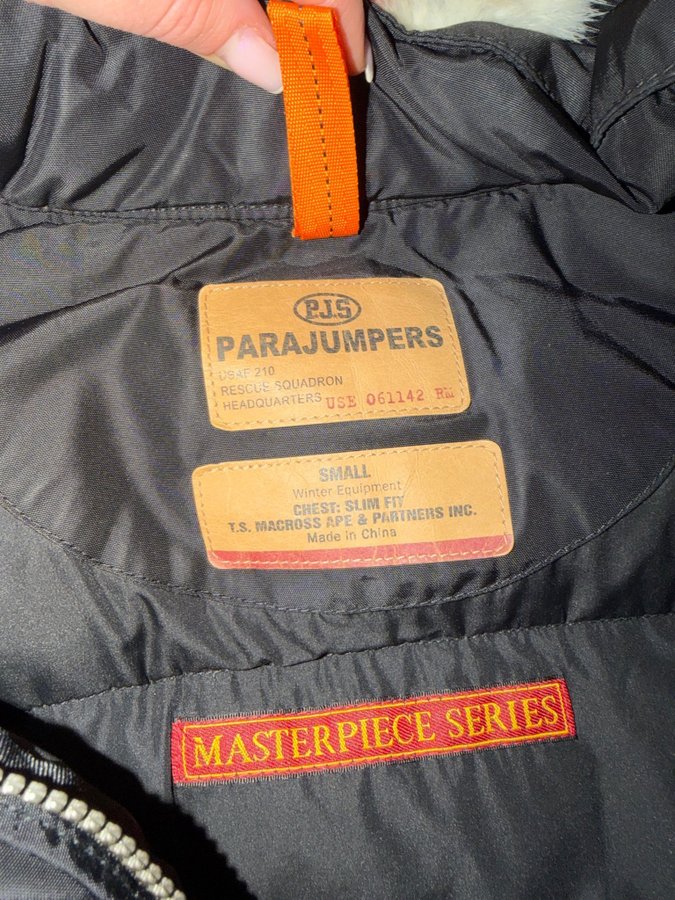 P.J.S
PARAJUMPERS
USAF 210
RESCUE SQUADRON
HEADQUARTERS USE 061142 RM
SMALL
Winter Equipment
CHEST: SLIM FIT
T.S. MACROSS APE & PARTNERS INC.
Made in China
MASTERPIECE SERIES